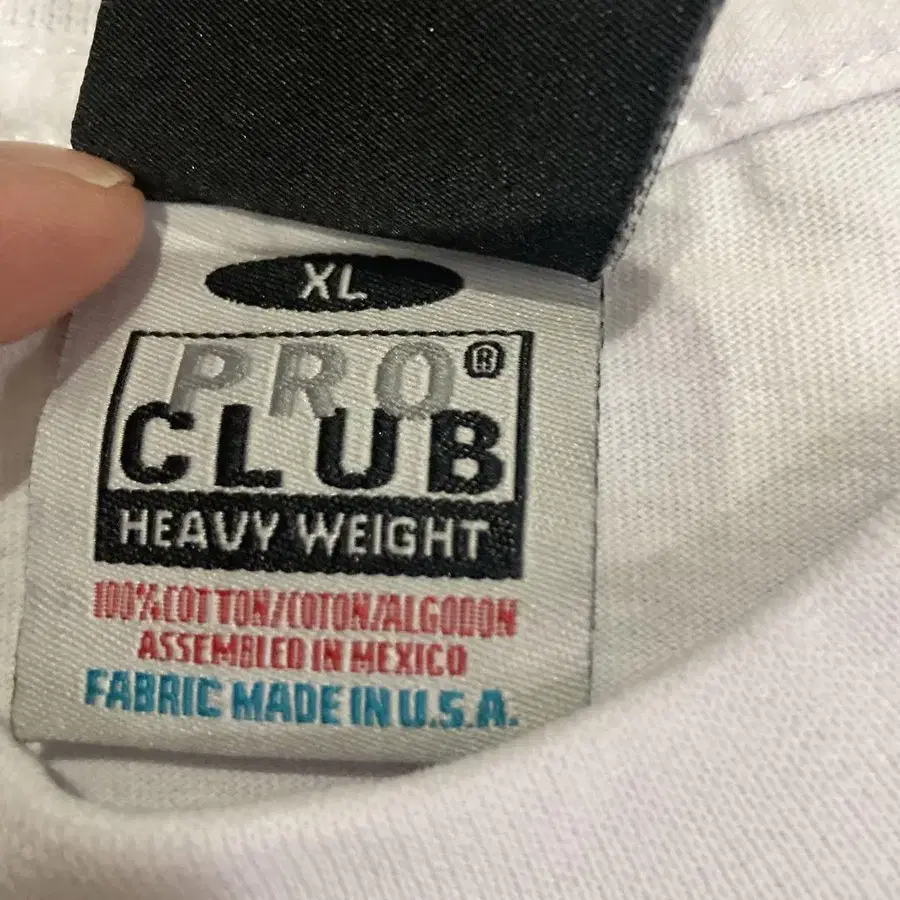 XL
PRO®
CLUB
HEAVY WEIGHT
100% COTTON/COTON/ALGODON
ASSEMBLED IN MEXICO
FABRIC MADE IN U.S.A.